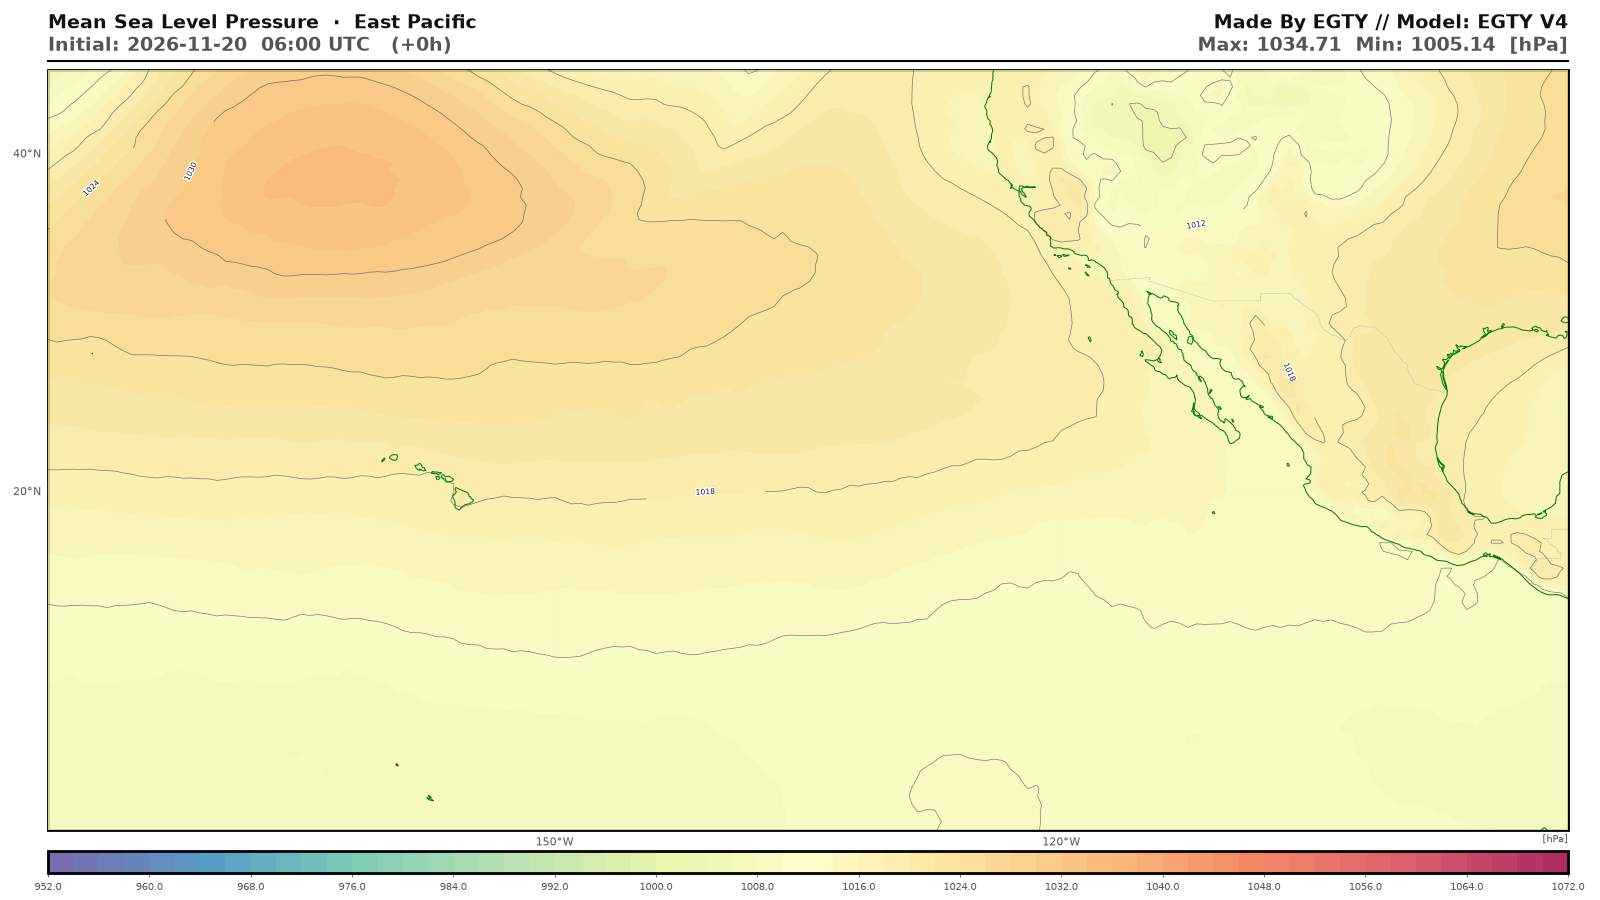 Mean Sea Level Pressure · East Pacific
Made By EGTY // Model: EGTY V4
Initial: 2026-11-20 06:00 UTC (+0h)
Max: 1034.71 Min: 1005.14 [hPa]
40°N
1024
1030
1012
1018
20°N
1018
150°W
120°W
[hPa]
952.0 960.0 968.0 976.0 984.0 992.0 1000.0 1008.0 1016.0 1024.0 1032.0 1040.0 1048.0 1056.0 1064.0 1072.0